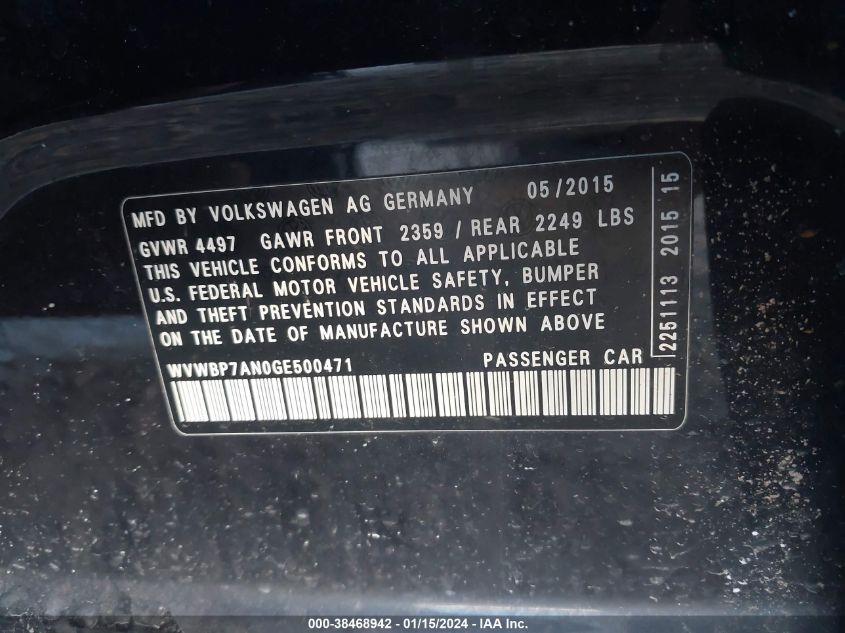 MFD BY VOLKSWAGEN AG GERMANY 05/2015
GVWR 4497 GAWR FRONT 2359 / REAR 2249 LBS
THIS VEHICLE CONFORMS TO ALL APPLICABLE
U.S. FEDERAL MOTOR VEHICLE SAFETY, BUMPER
AND THEFT PREVENTION STANDARDS IN EFFECT
ON THE DATE OF MANUFACTURE SHOWN ABOVE
WVWBP7AN0GE500471 PASSENGER CAR
2251113 2015 15
000-38468942 - 01/15/2024 - IAA Inc.